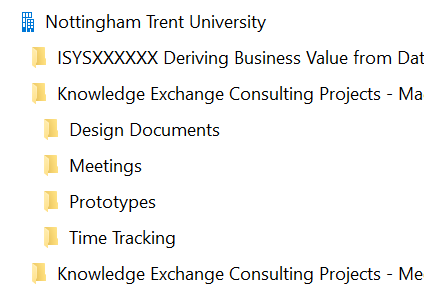 Nottingham Trent University
ISYSXXXXXX Deriving Business Value from Dat
Knowledge Exchange Consulting Projects - Ma
Design Documents
Meetings
Prototypes
Time Tracking
Knowledge Exchange Consulting Projects - Me